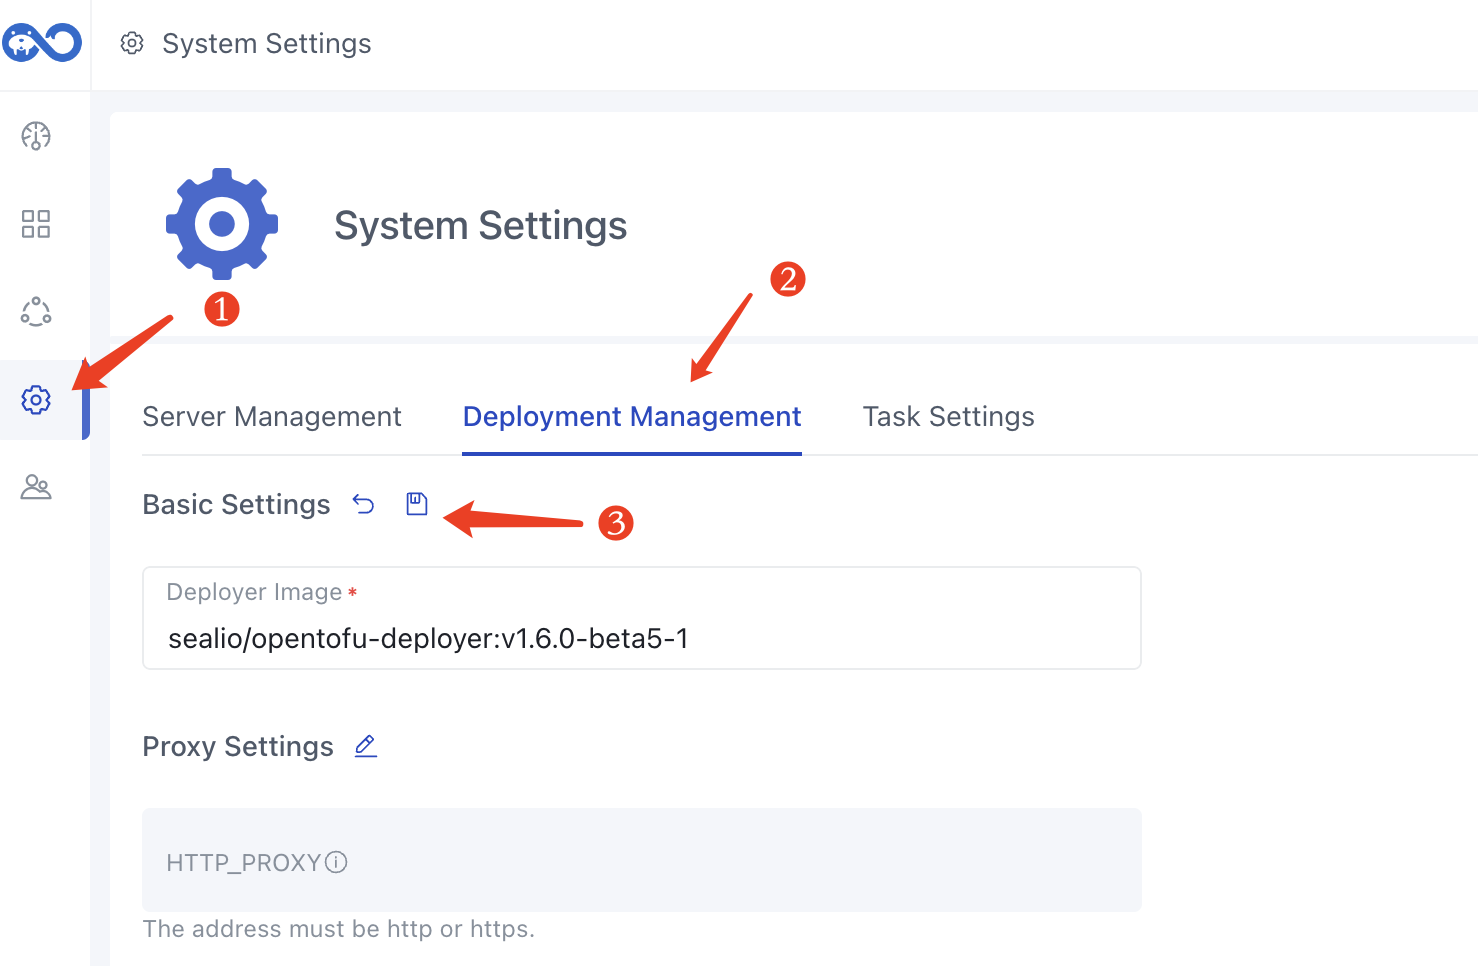 System Settings
System Settings
1
2
Server Management Deployment Management Task Settings
Basic Settings
3
Deployer Image *
sealio/opentofu-deployer:v1.6.0-beta5-1
Proxy Settings
HTTP_PROXY
The address must be http or https.